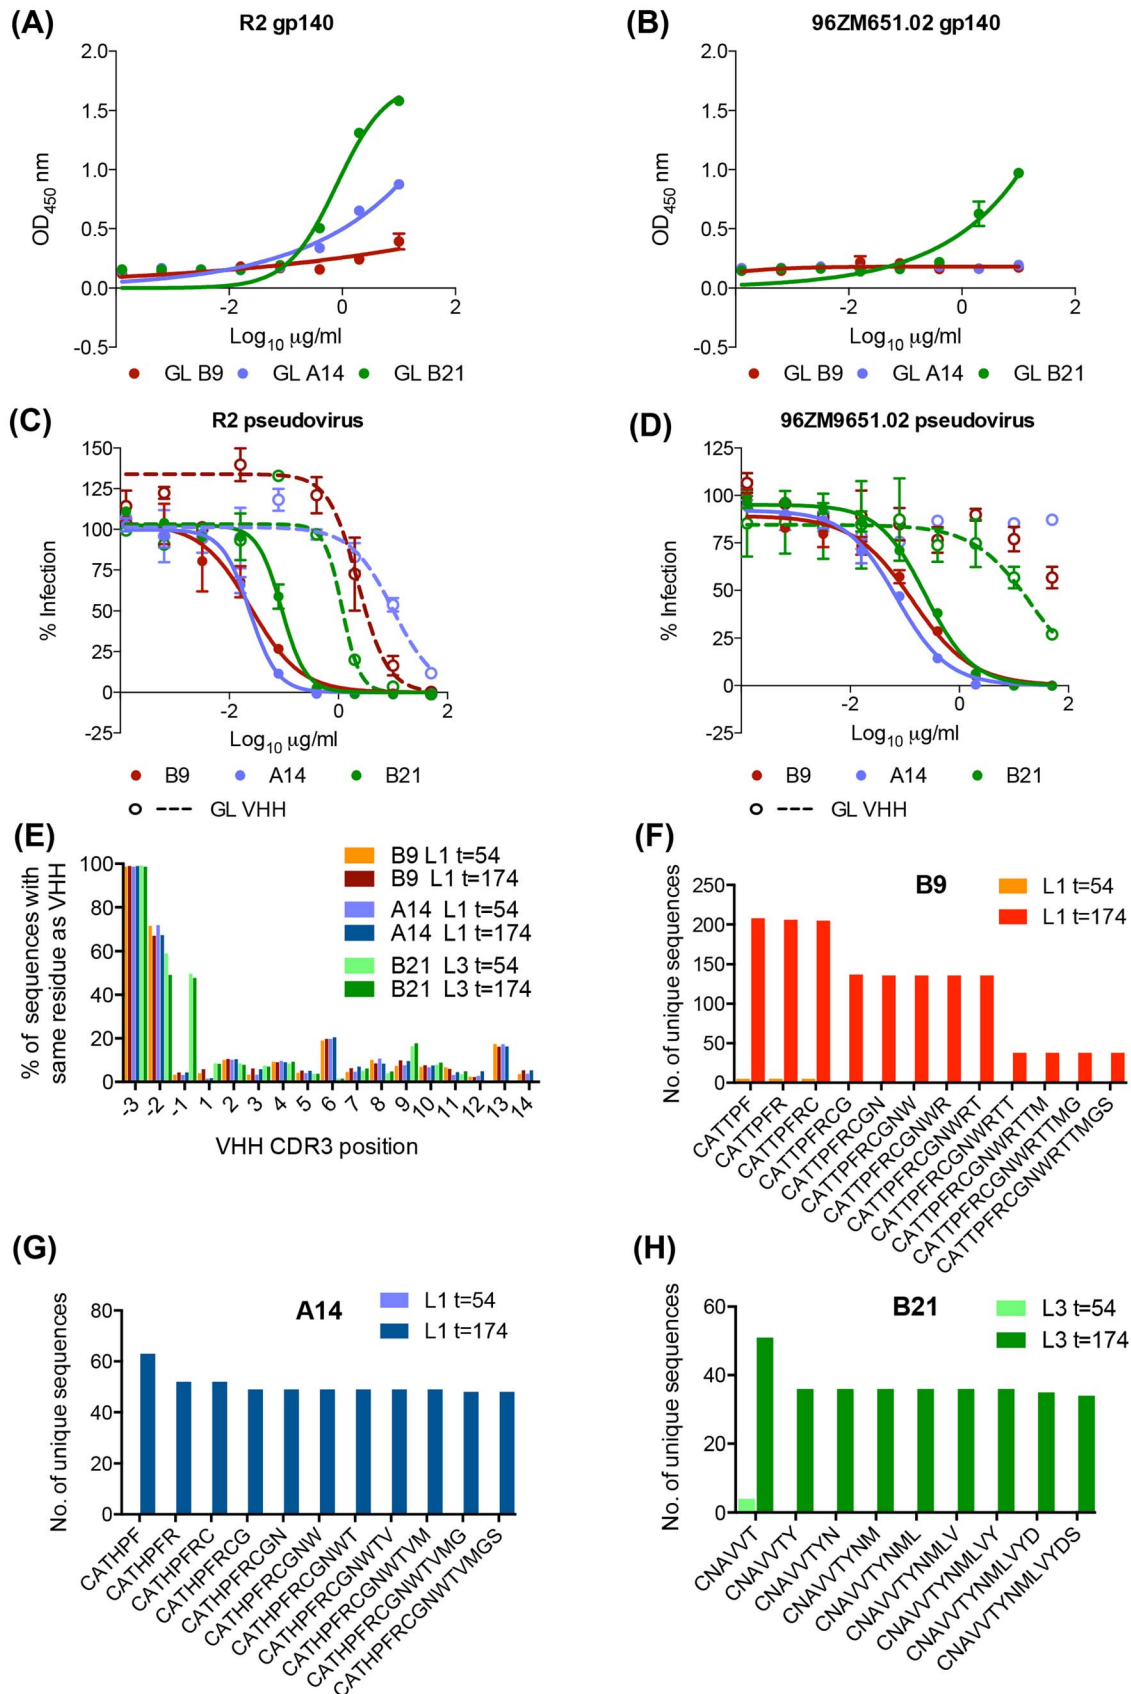 (A)
R2 gp140
2.0
1.5
1.0
0.5
0.0
-0.5
OD450 nm
-2 0 2
Log10 μg/ml
GL B9 GL A14 GL B21
(B)
96ZM651.02 gp140
2.0
1.5
1.0
0.5
0.0
-0.5
OD450 nm
-2 0 2
Log10 μg/ml
GL B9 GL A14 GL B21
(C)
R2 pseudovirus
150
125
100
75
50
25
0
-25
% Infection
-2 0 2
Log10 μg/ml
B9 A14 B21
GL VHH
(D)
96ZM9651.02 pseudovirus
125
100
75
50
25
0
-25
% Infection
-2 0 2
Log10 μg/ml
B9 A14 B21
GL VHH
(E)
% of sequences with
same residue as VHH
100
80
60
40
20
0
B9 L1 t=54
B9 L1 t=174
A14 L1 t=54
A14 L1 t=174
B21 L3 t=54
B21 L3 t=174
-3 -2 -1 1 2 3 4 5 6 7 8 9 10 11 12 13 14
VHH CDR3 position
(F)
B9
L1 t=54
L1 t=174
No. of unique sequences
250
200
150
100
50
0
CATTPF
CATTPFR
CATTPFRC
CATTPFRCG
CATTPFRCGN
CATTPFRCGNW
CATTPFRCGNWR
CATTPFRCGNWRT
CATTPFRCGNWRTT
CATTPFRCGNWRTTM
CATTPFRCGNWRTTMG
CATTPFRCGNWRTTMGS
(G)
A14
L1 t=54
L1 t=174
No. of unique sequences
80
60
40
20
0
CATHPF
CATHPFR
CATHPFRC
CATHPFRCG
CATHPFRCGN
CATHPFRCGNW
CATHPFRCGNWT
CATHPFRCGNWTV
CATHPFRCGNWTVM
CATHPFRCGNWTVMG
CATHPFRCGNWTVMGS
(H)
B21
L3 t=54
L3 t=174
No. of unique sequences
60
40
20
0
CNAVVT
CNAVVTY
CNAVVTYN
CNAVVTYNM
CNAVVTYNML
CNAVVTYNMLV
CNAVVTYNMLVY
CNAVVTYNMLVYD
CNAVVTYNMLVYDS